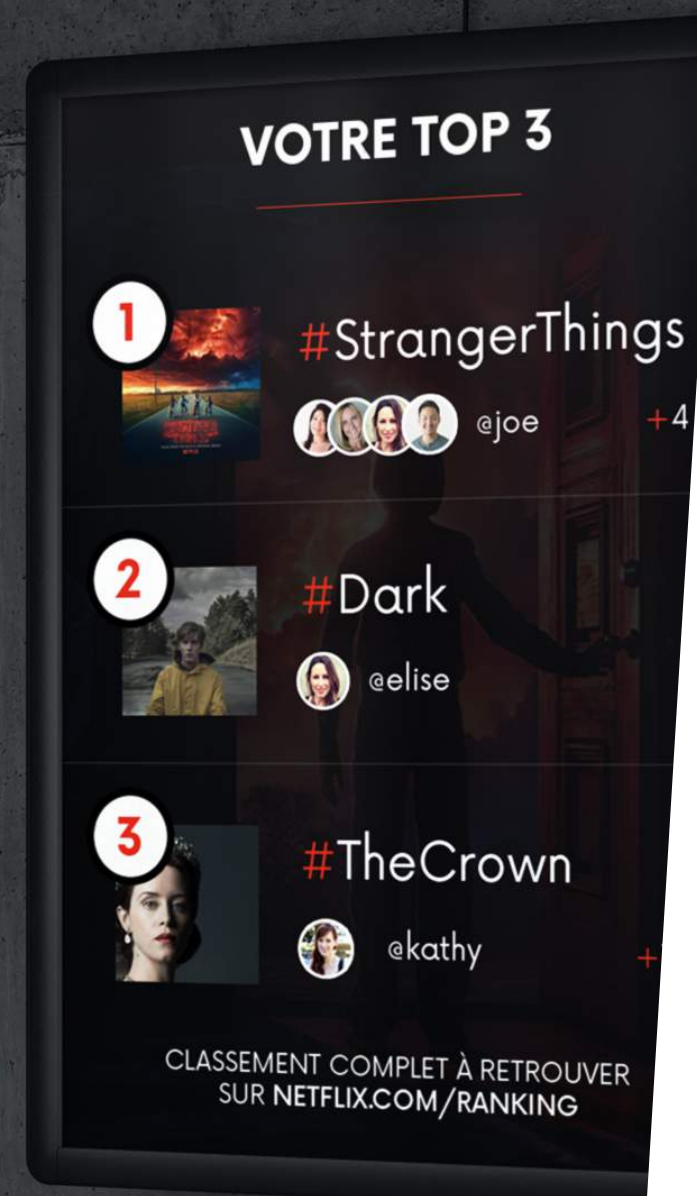 VOTRE TOP 3
1
#StrangerThings
@joe
+4
2
#Dark
@elise
3
#TheCrown
@kathy
+
CLASSEMENT COMPLET À RETROUVER
SUR NETFLIX.COM/RANKING